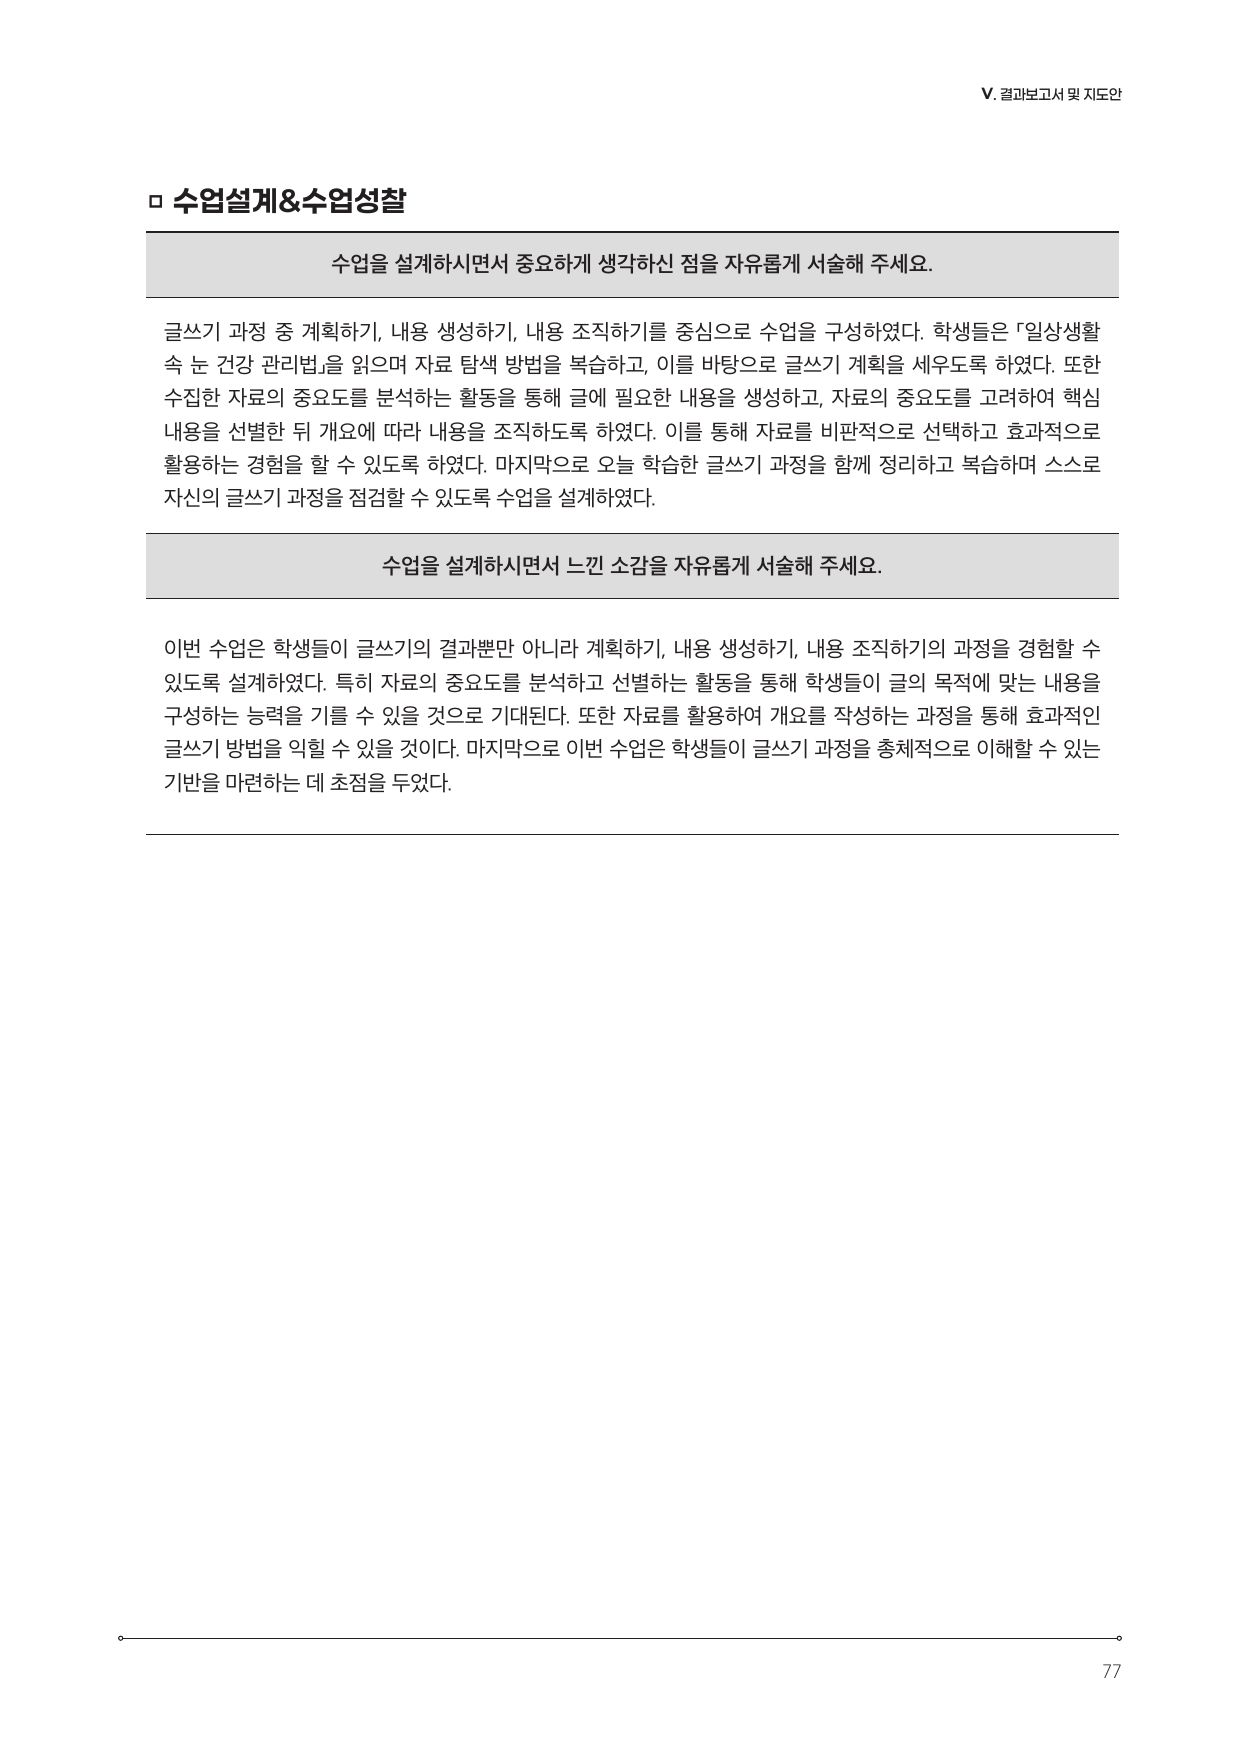 Ⅴ. 결과보고서 및 지도안
□ 수업설계&수업성찰
수업을 설계하시면서 중요하게 생각하신 점을 자유롭게 서술해 주세요.
글쓰기 과정 중 계획하기, 내용 생성하기, 내용 조직하기를 중심으로 수업을 구성하였다. 학생들은 「일상생활
속 눈 건강 관리법」을 읽으며 자료 탐색 방법을 복습하고, 이를 바탕으로 글쓰기 계획을 세우도록 하였다. 또한
수집한 자료의 중요도를 분석하는 활동을 통해 글에 필요한 내용을 생성하고, 자료의 중요도를 고려하여 핵심
내용을 선별한 뒤 개요에 따라 내용을 조직하도록 하였다. 이를 통해 자료를 비판적으로 선택하고 효과적으로
활용하는 경험을 할 수 있도록 하였다. 마지막으로 오늘 학습한 글쓰기 과정을 함께 정리하고 복습하며 스스로
자신의 글쓰기 과정을 점검할 수 있도록 수업을 설계하였다.
수업을 설계하시면서 느낀 소감을 자유롭게 서술해 주세요.
이번 수업은 학생들이 글쓰기의 결과뿐만 아니라 계획하기, 내용 생성하기, 내용 조직하기의 과정을 경험할 수
있도록 설계하였다. 특히 자료의 중요도를 분석하고 선별하는 활동을 통해 학생들이 글의 목적에 맞는 내용을
구성하는 능력을 기를 수 있을 것으로 기대된다. 또한 자료를 활용하여 개요를 작성하는 과정을 통해 효과적인
글쓰기 방법을 익힐 수 있을 것이다. 마지막으로 이번 수업은 학생들이 글쓰기 과정을 총체적으로 이해할 수 있는
기반을 마련하는 데 초점을 두었다.
77